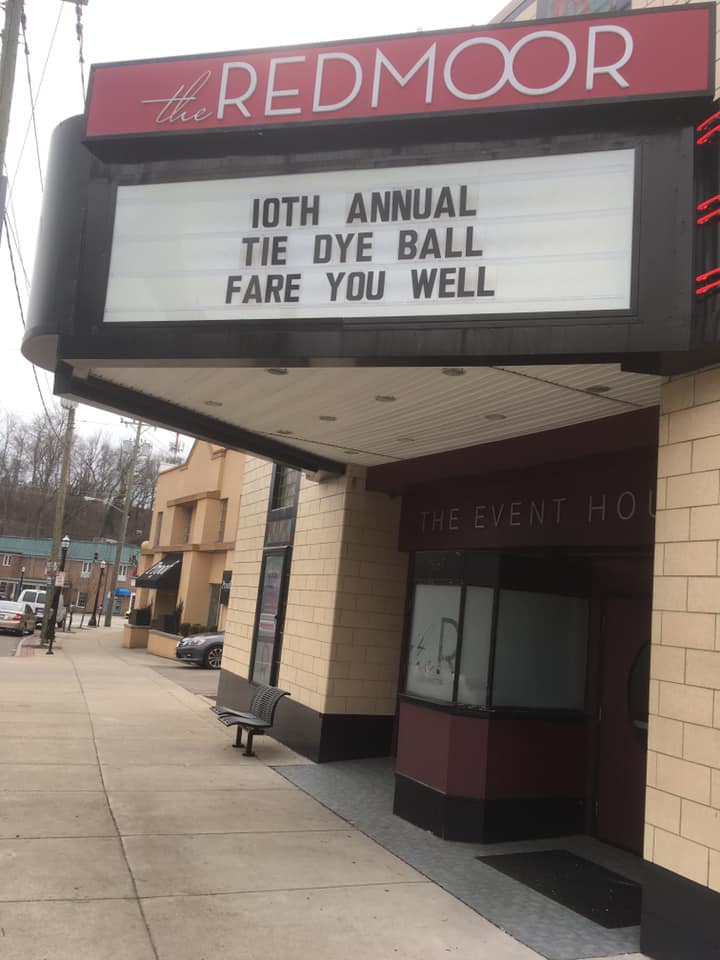 the REDMOOR
10TH ANNUAL
TIE DYE BALL
FARE YOU WELL
THE EVENT HOU
R